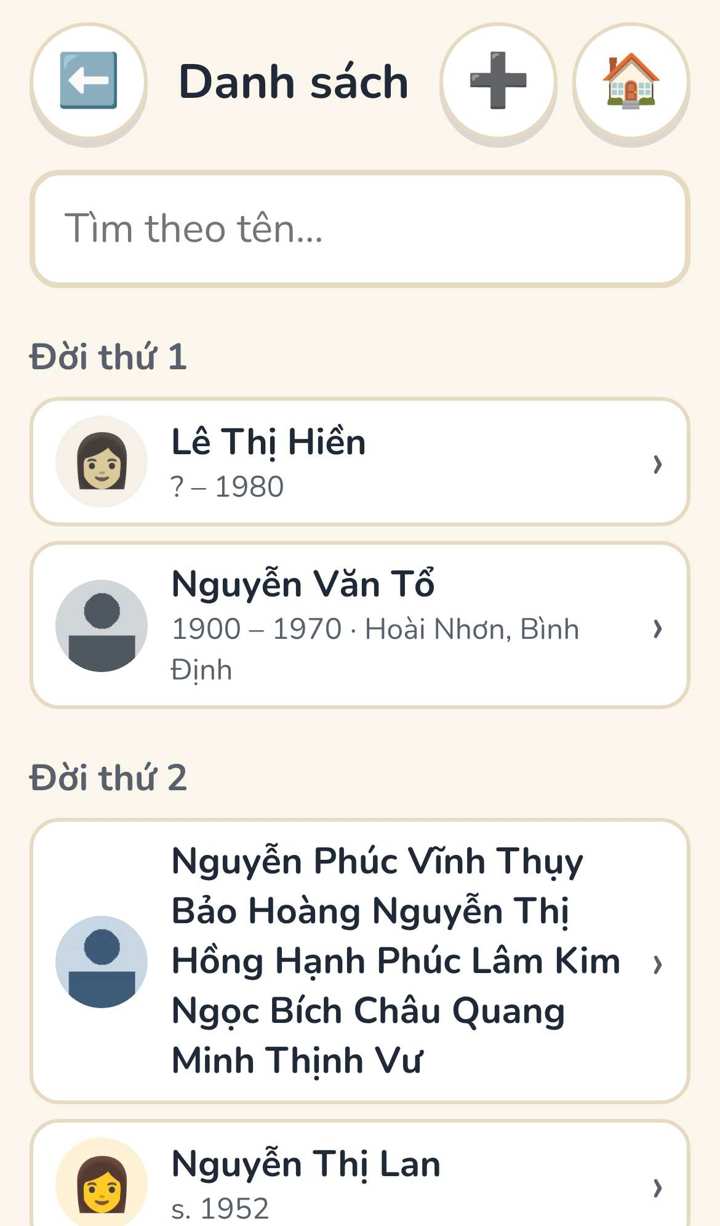 Danh sách
Tìm theo tên...
Đời thứ 1
Lê Thị Hiền
? – 1980
Nguyễn Văn Tổ
1900 – 1970 · Hoài Nhơn, Bình
Định
Đời thứ 2
Nguyễn Phúc Vĩnh Thụy
Bảo Hoàng Nguyễn Thị
Hồng Hạnh Phúc Lâm Kim
Ngọc Bích Châu Quang
Minh Thịnh Vư
Nguyễn Thị Lan
s. 1952